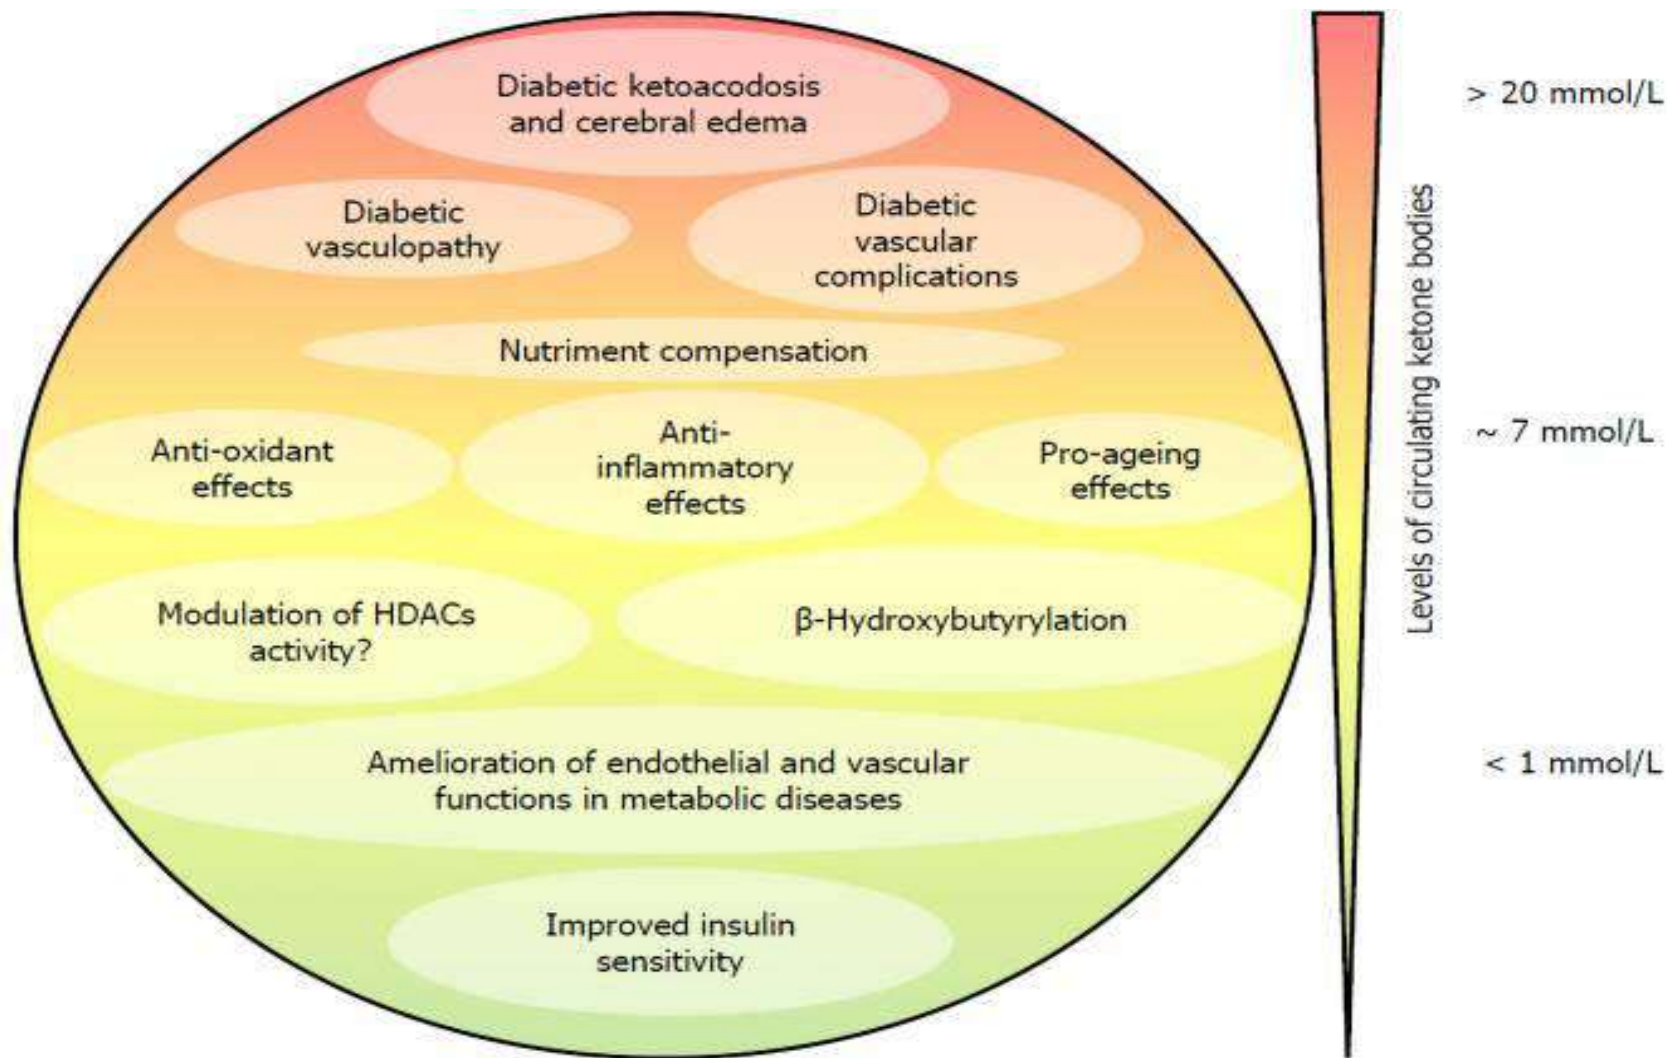 Diabetic ketoacodosis
and cerebral edema
> 20 mmol/L
Diabetic
vasculopathy
Diabetic
vascular
complications
Nutriment compensation
Levels of circulating ketone bodies
Anti-oxidant
effects
Anti-
inflammatory
effects
Pro-ageing
effects
~ 7 mmol/L
Modulation of HDACs
activity?
β-Hydroxybutyrylation
Amelioration of endothelial and vascular
functions in metabolic diseases
< 1 mmol/L
Improved insulin
sensitivity